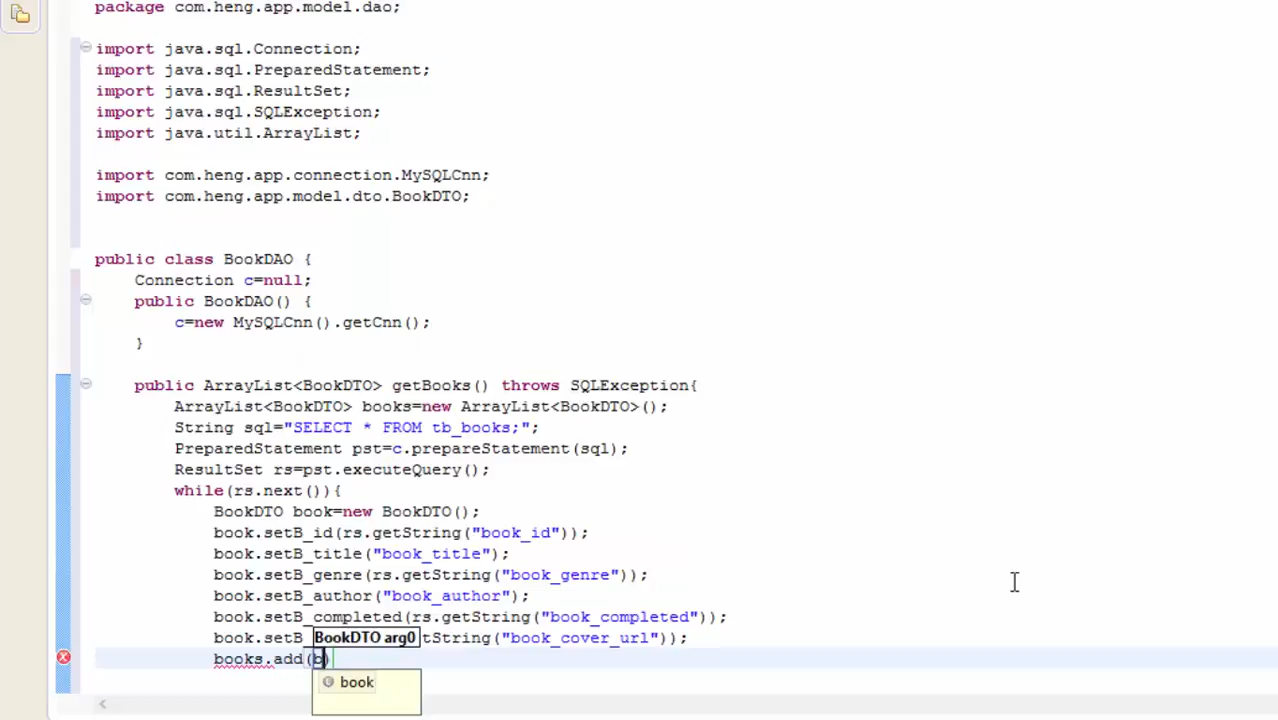 package com.heng.app.model.dao;
import java.sql.Connection;
import java.sql.PreparedStatement;
import java.sql.ResultSet;
import java.sql.SQLException;
import java.util.ArrayList;
import com.heng.app.connection.MySQLCnn;
import com.heng.app.model.dto.BookDTO;
public class BookDAO {
Connection c=null;
public BookDAO() {
c=new MySQLCnn().getCnn();
}
public ArrayList<BookDTO> getBooks() throws SQLException{
ArrayList<BookDTO> books=new ArrayList<BookDTO>();
String sql="SELECT * FROM tb_books;";
PreparedStatement pst=c.prepareStatement(sql);
ResultSet rs=pst.executeQuery();
while(rs.next()){
BookDTO book=new BookDTO();
book.setB_id(rs.getString("book_id"));
book.setB_title("book_title");
book.setB_genre(rs.getString("book_genre"));
book.setB_author("book_author");
book.setB_completed(rs.getString("book_completed"));
book.setB_ BookDTO arg0 tString("book_cover_url"));
books.add(b)
book